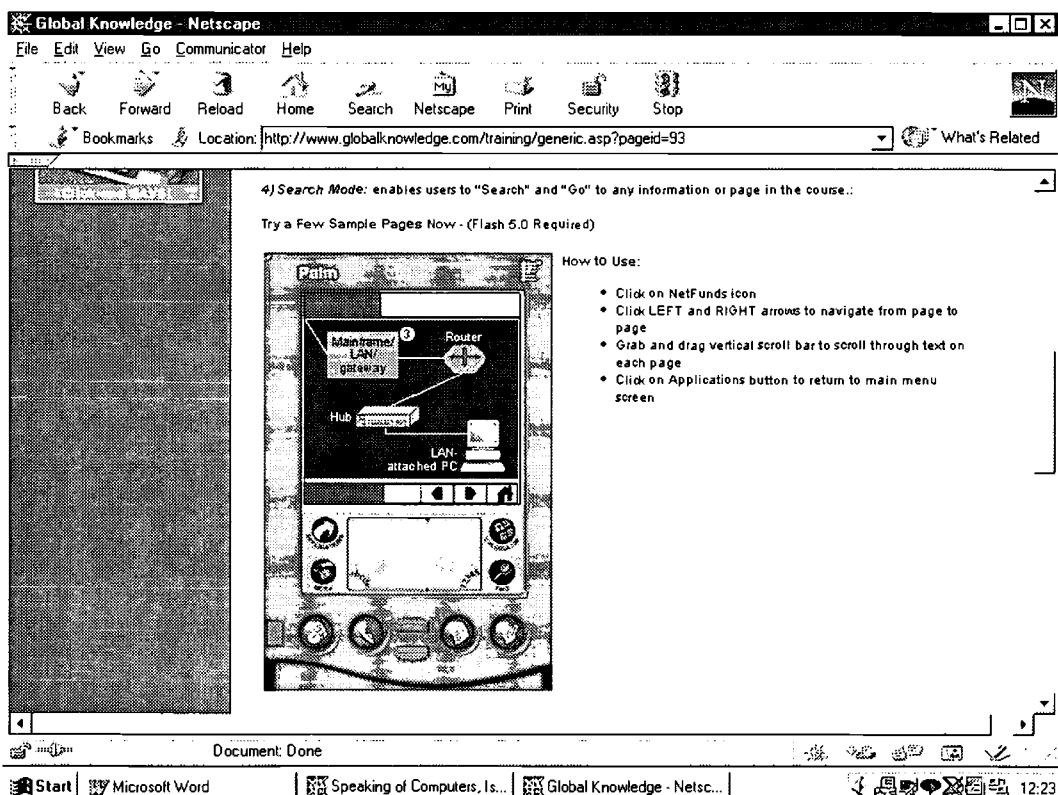 Global Knowledge - Netscape
File Edit View Go Communicator Help
Back Forward Reload Home Search Netscape Print Security Stop
My
N
Bookmarks Location: http://www.globalknowledge.com/training/generic.asp?pageid=93 What's Related
4) Search Mode: enables users to "Search" and "Go" to any information or page in the course.:
Try a Few Sample Pages Now - (Flash 5.0 Required)
Palm
Mainframe/
LAN/
gateway
3
Router
Hub
LAN-
attached PC
How to Use:
• Click on NetFunds icon
• Click LEFT and RIGHT arrows to navigate from page to
page
• Grab and drag vertical scroll bar to scroll through text on
each page
• Click on Applications button to return to main menu
screen
Document: Done
Start Microsoft Word Speaking of Computers, Is... Global Knowledge - Netsc... 12:23